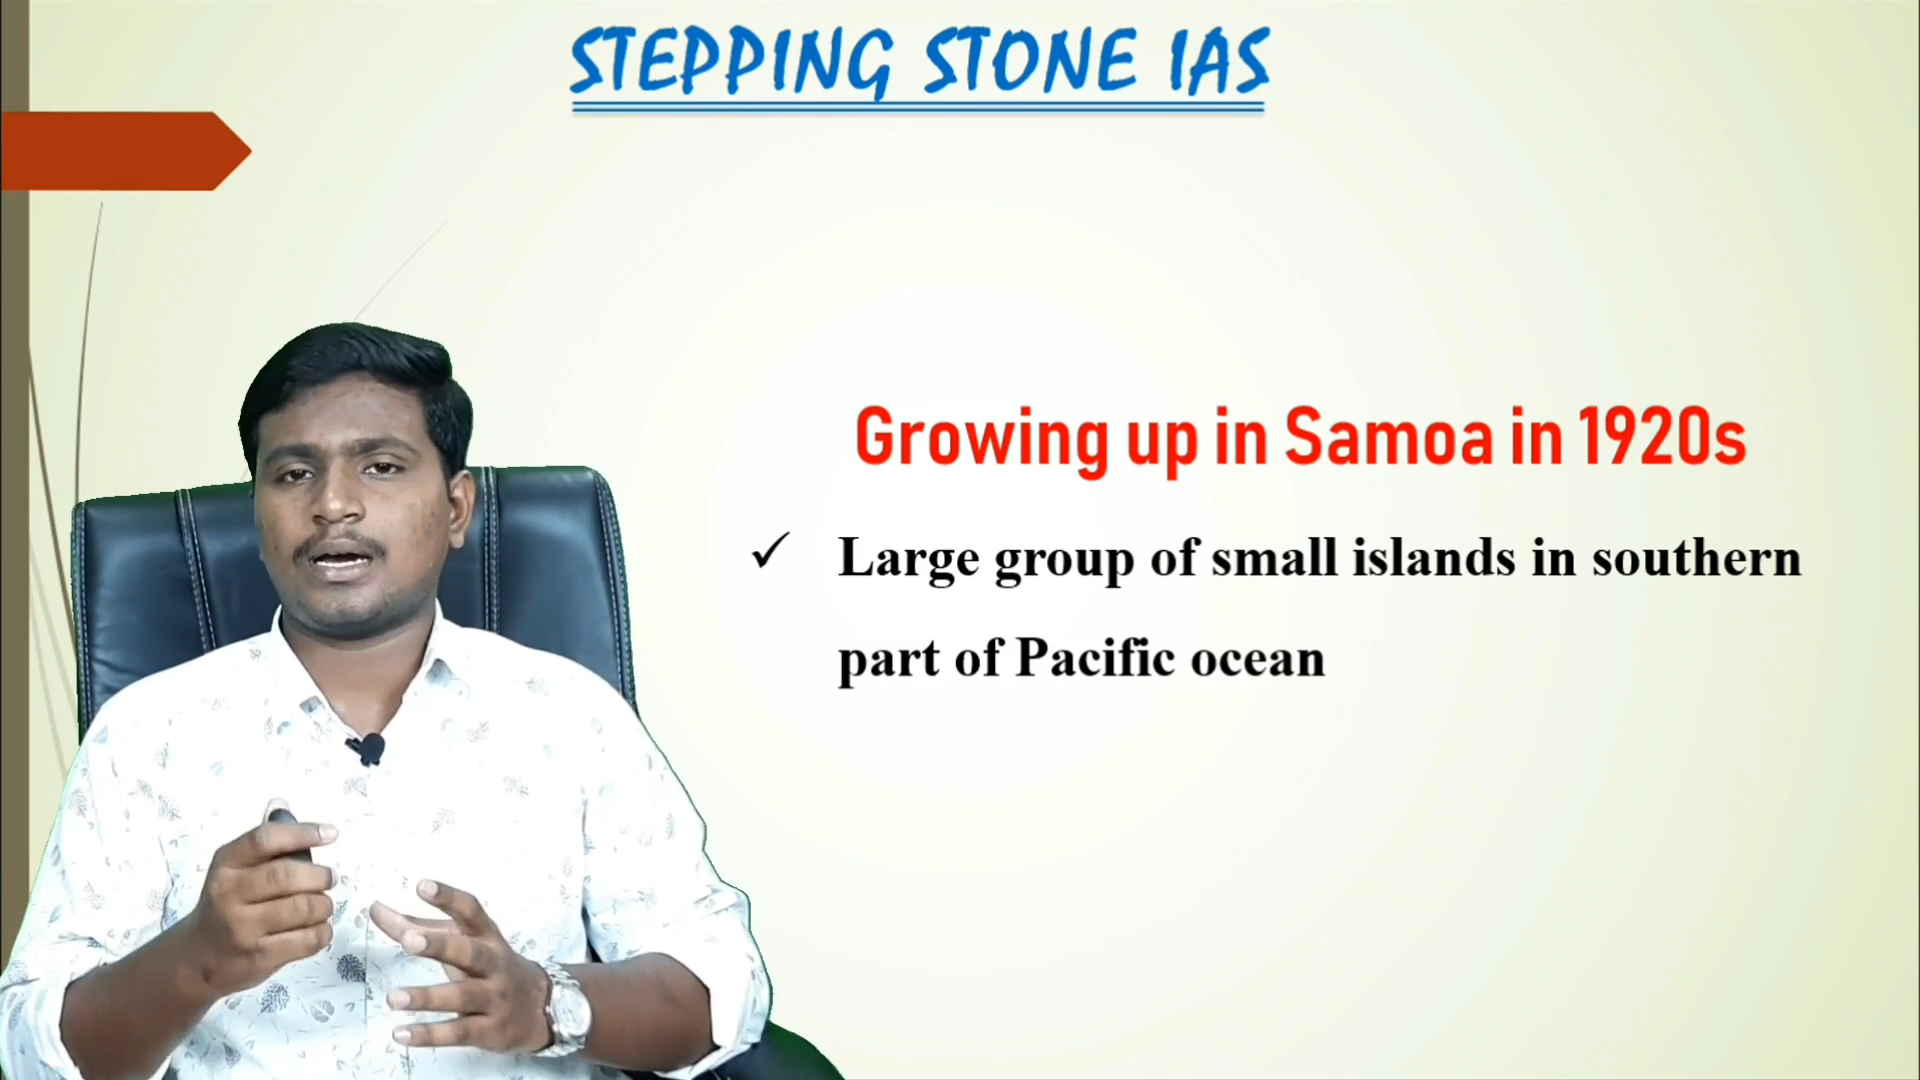 STEPPING STONE IAS
Growing up in Samoa in 1920s
✓ Large group of small islands in southern
part of Pacific ocean